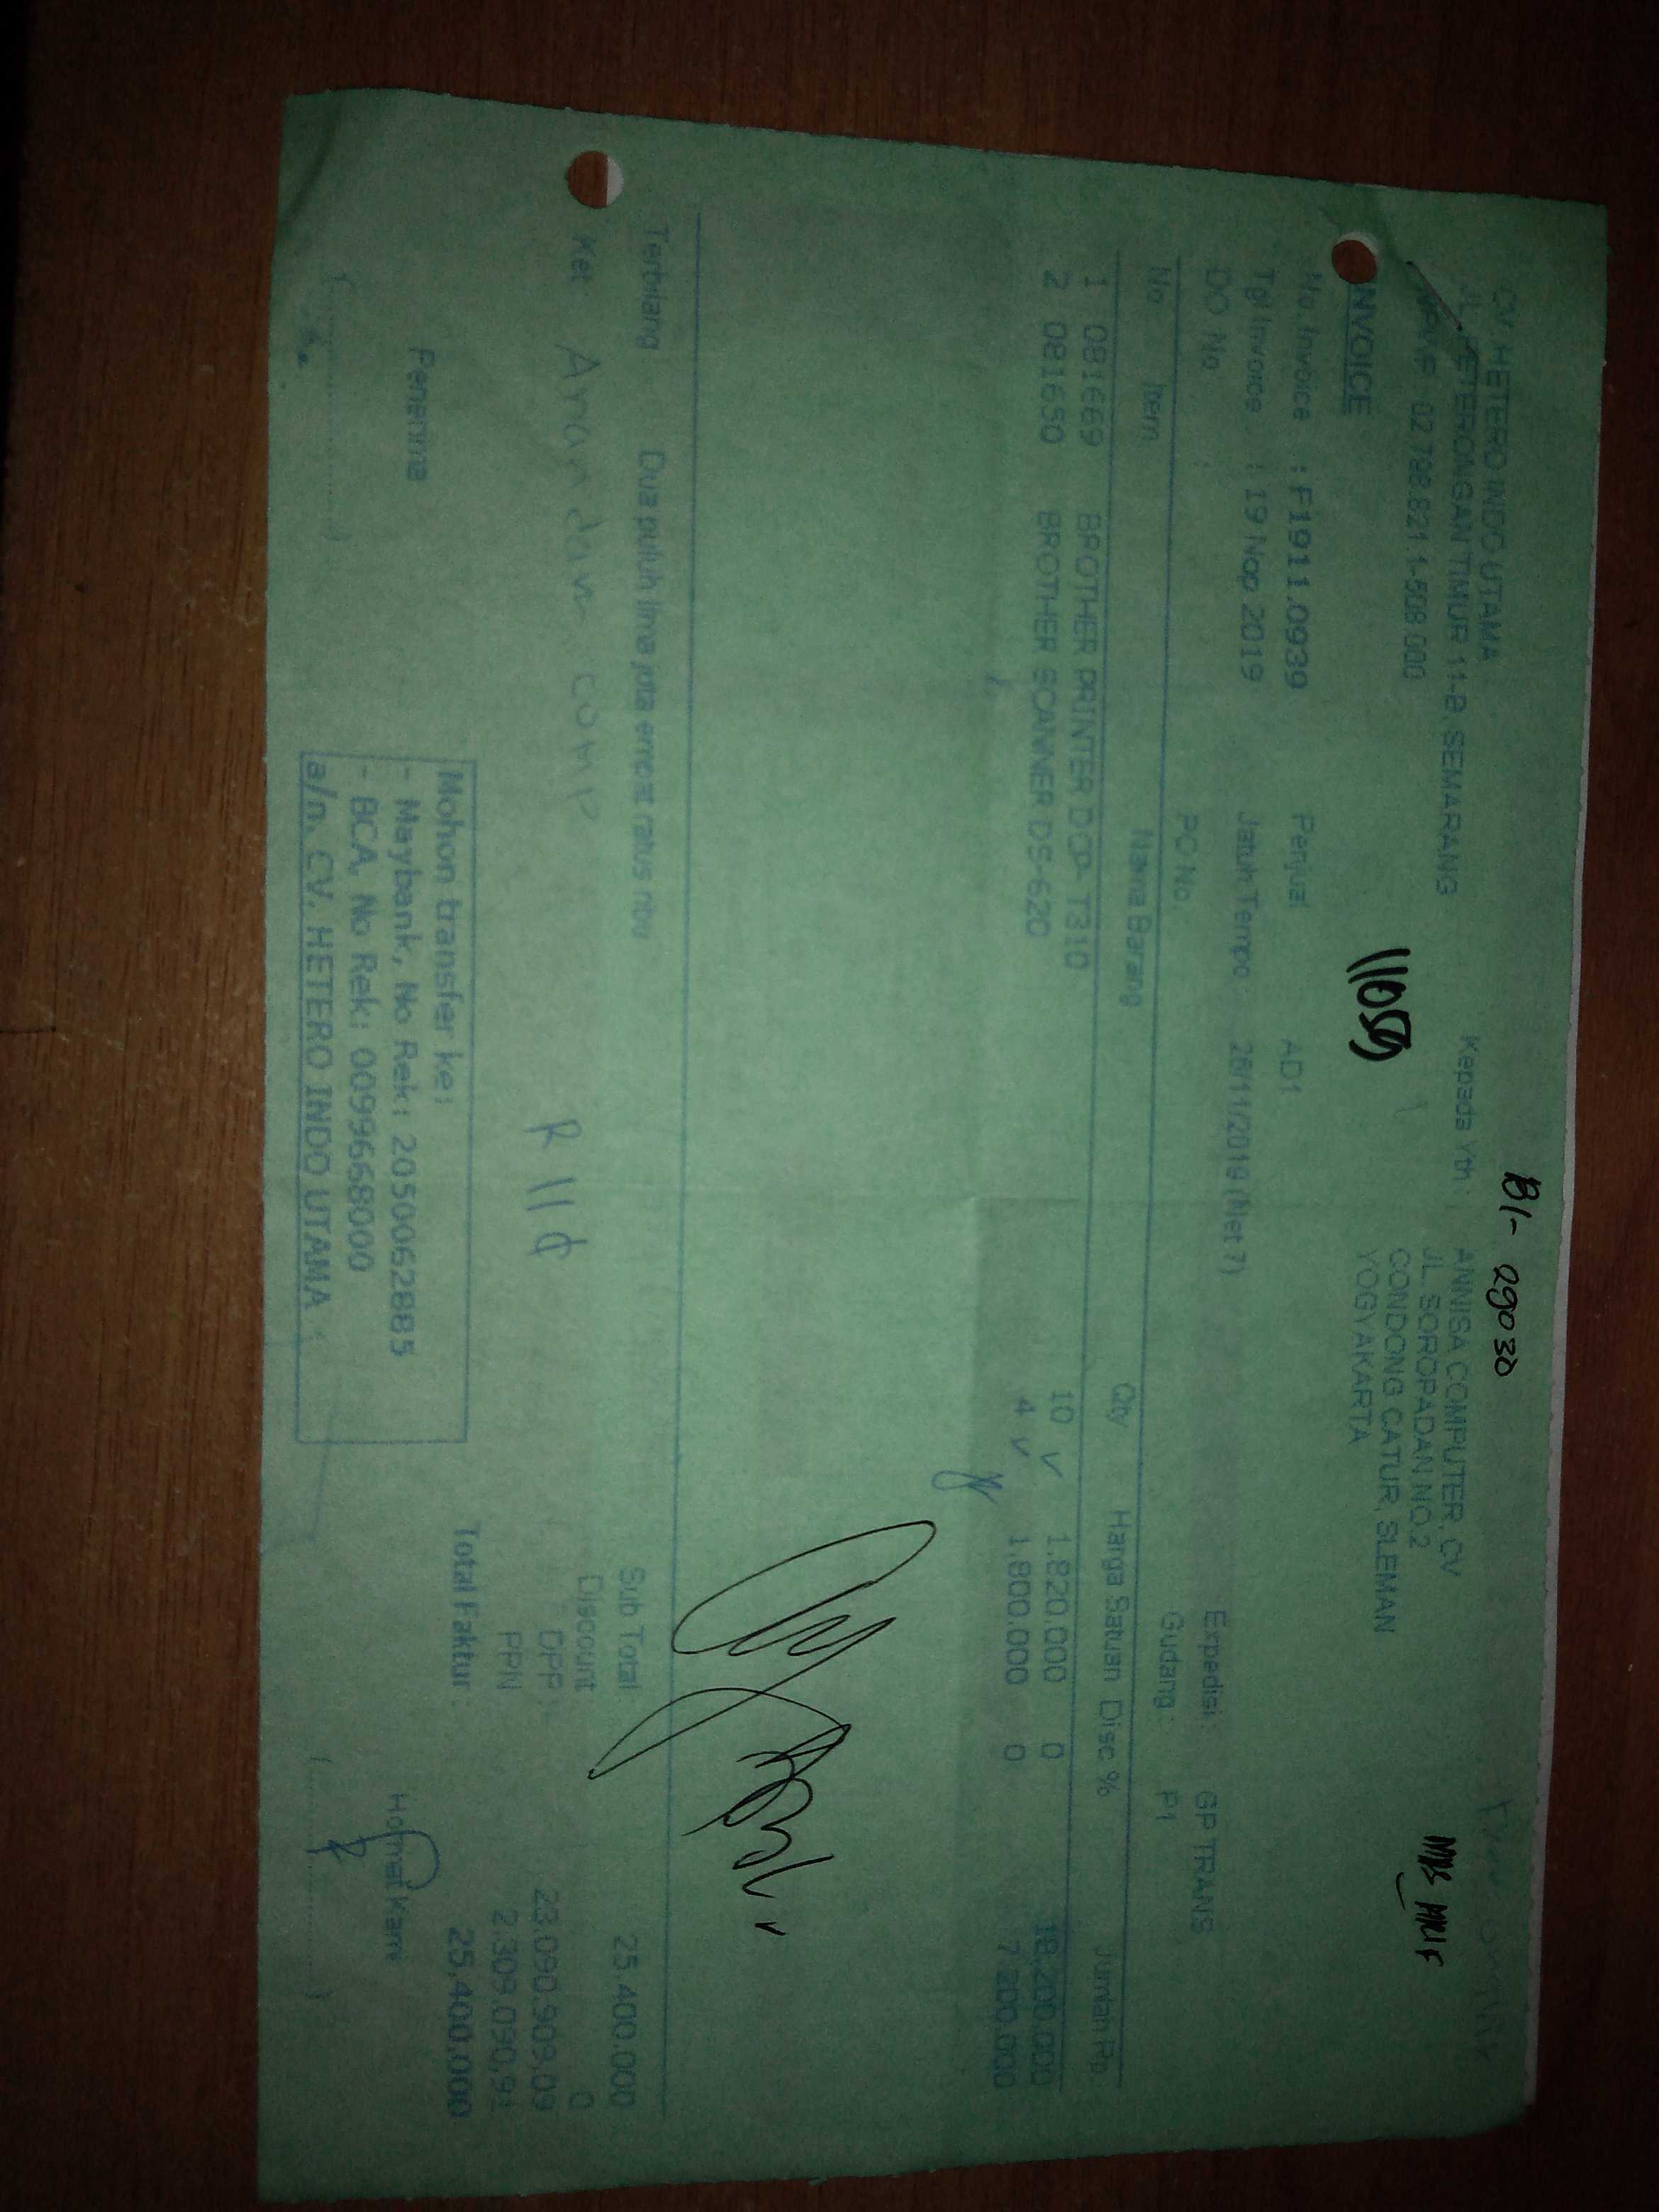 CV. HETERO INDO UTAMA
JL. PETERONGAN TIMUR 11-B, SEMARANG
NPWP : 02.798.821.1-508.000
BI- 29030
Kepada Yth : ANNISA COMPUTER, CV
JL. SOROPADAN NO.2
CONDONG CATUR, SLEMAN
YOGYAKARTA
INVOICE
No. Invoice : F1911.0939 Penjual AD1
Tgl Invoice : 19 Nop 2019 Jatuh Tempo : 26/11/2019 (Net 7) Expedisi : GP TRANS
DO No : PO No. Gudang : P1
No Item Nama Barang Qty Harga Satuan Disc % Jumlah Rp.
1 081669 BROTHER PRINTER DCP-T310 10 1.820.000 0 18.200.000
2 081650 BROTHER SCANNER DS-620 4 1.800.000 0 7.200.000
Terbilang Dua puluh lima juta empat ratus ribu
Sub Total : 25.400.000
Discount 0
DPP : 23.090.909,09
PPN 2.309.090,91
Total Faktur : 25.400.000
Ket :
Penerima
Mohon transfer ke :
- Maybank, No Rek : 2050062885
- BCA, No Rek : 0099668000
a/n. CV. HETERO INDO UTAMA
Hormat Kami